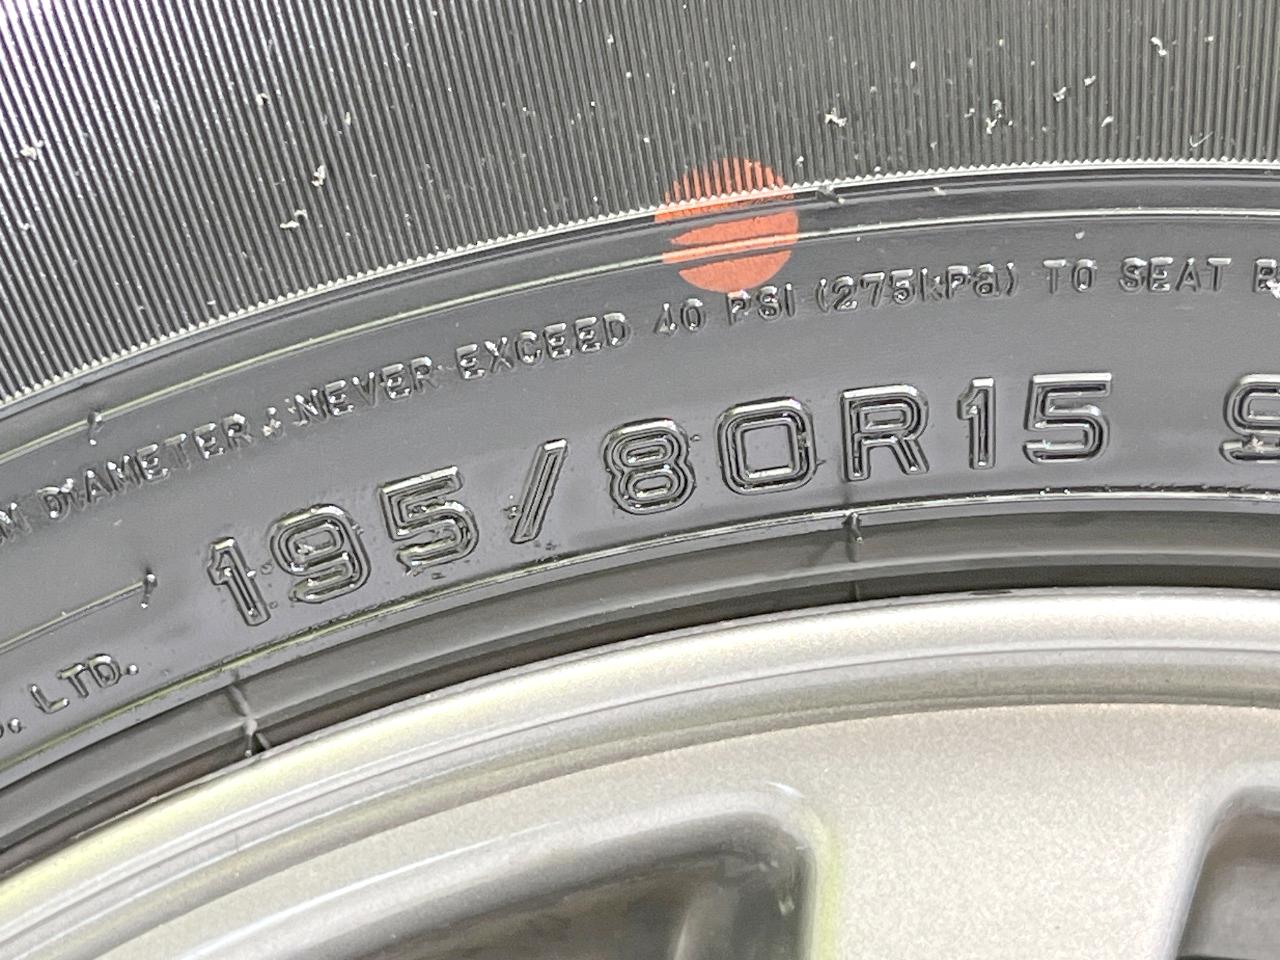 DIAMETER. NEVER EXCEED 40 PSI (275kPa) TO SEAT
195/80R15
LTD.